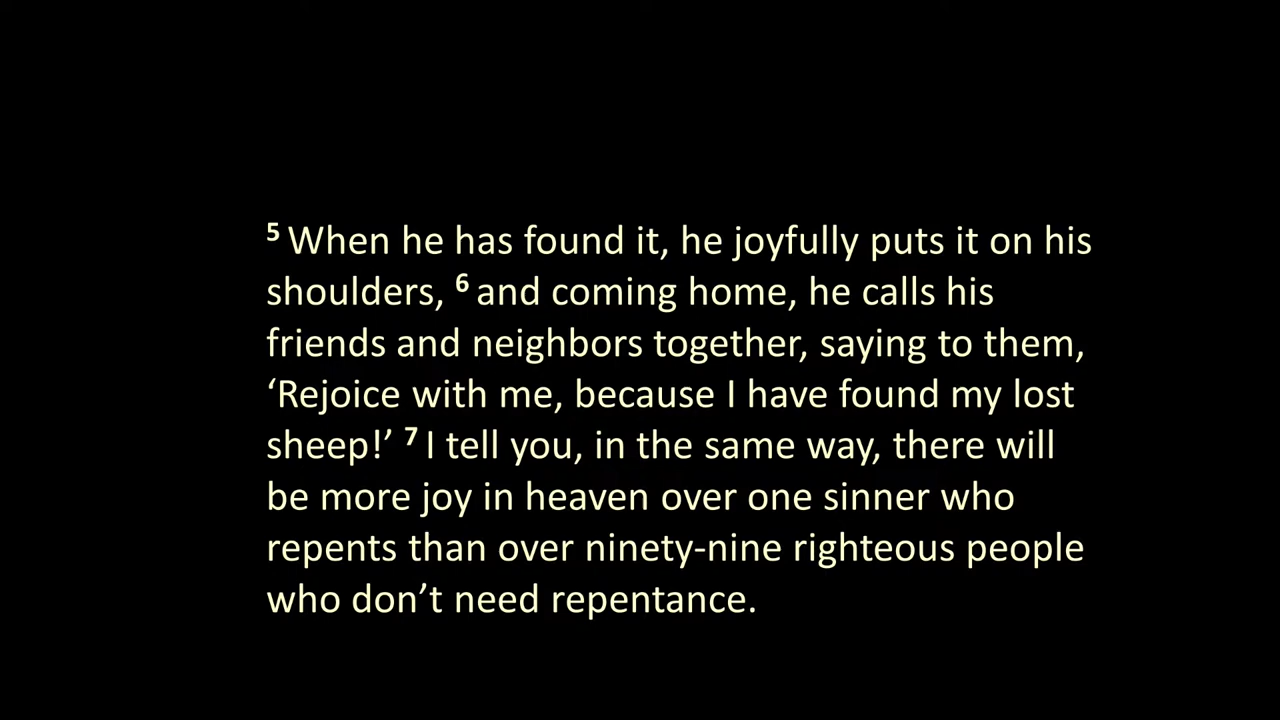 ⁵ When he has found it, he joyfully puts it on his
shoulders, ⁶ and coming home, he calls his
friends and neighbors together, saying to them,
‘Rejoice with me, because I have found my lost
sheep!’ ⁷ I tell you, in the same way, there will
be more joy in heaven over one sinner who
repents than over ninety-nine righteous people
who don’t need repentance.